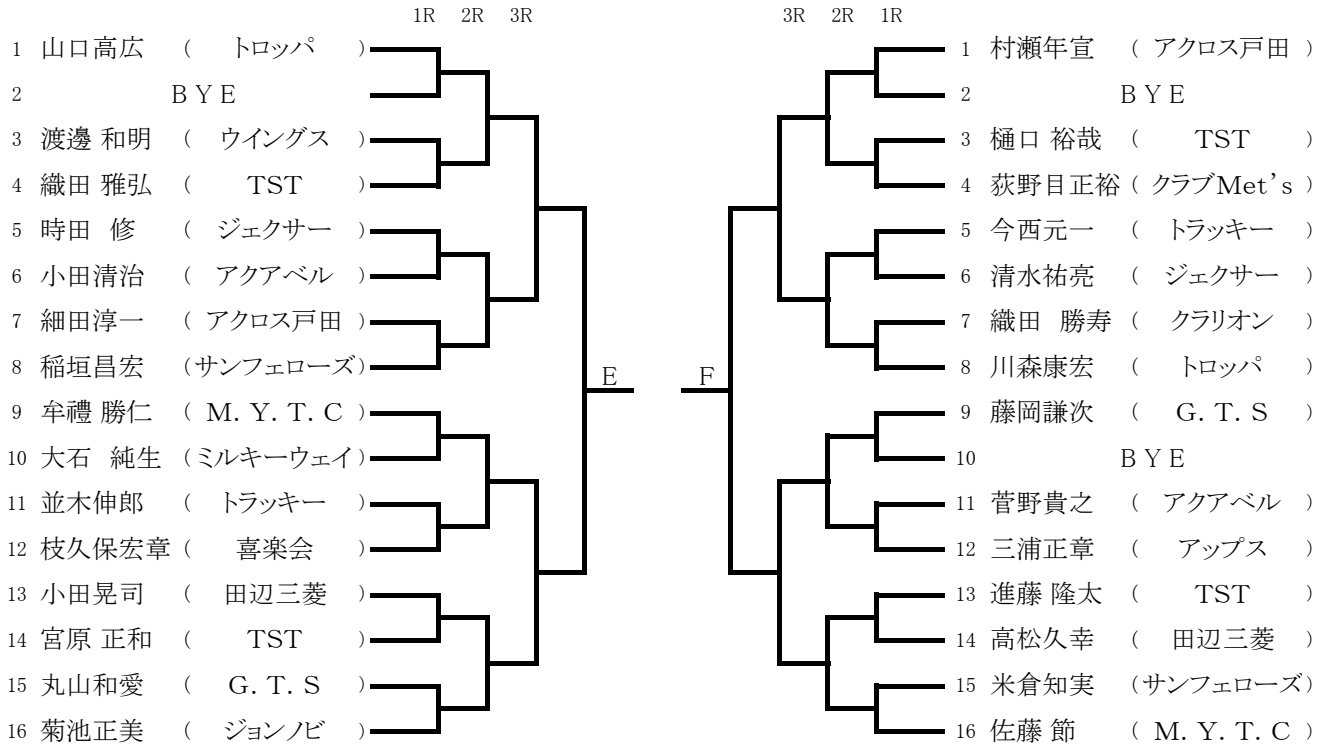 1R 2R 3R
1 山口高広 ( トロッパ )
2 BYE
3 渡邊 和明 ( ウイングス )
4 織田 雅弘 ( TST )
5 時田 修 ( ジェクサー )
6 小田清治 ( アクアベル )
7 細田淳一 ( アクロス戸田 )
8 稲垣昌宏 (サンフェローズ)
E
9 牟禮 勝仁 ( M.Y.T.C )
10 大石 純生 (ミルキーウェイ)
11 並木伸郎 ( トラッキー )
12 枝久保宏章 ( 喜楽会 )
13 小田晃司 ( 田辺三菱 )
14 宮原 正和 ( TST )
15 丸山和愛 ( G.T.S )
16 菊池正美 ( ジョンノビ )
3R 2R 1R
1 村瀬年宣 ( アクロス戸田 )
2 BYE
3 樋口 裕哉 ( TST )
4 荻野目正裕 ( クラブMet's )
5 今西元一 ( トラッキー )
6 清水祐亮 ( ジェクサー )
7 織田 勝寿 ( クラリオン )
8 川森康宏 ( トロッパ )
F
9 藤岡謙次 ( G.T.S )
10 BYE
11 菅野貴之 ( アクアベル )
12 三浦正章 ( アップス )
13 進藤 隆太 ( TST )
14 高松久幸 ( 田辺三菱 )
15 米倉知実 (サンフェローズ)
16 佐藤 節 ( M.Y.T.C )